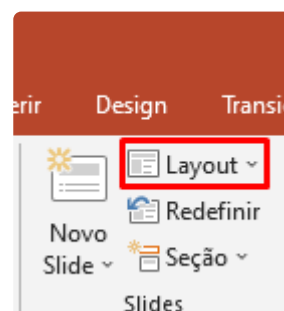 erir Design Transi
Layout
Redefinir
Novo
Slide
Seção
Slides